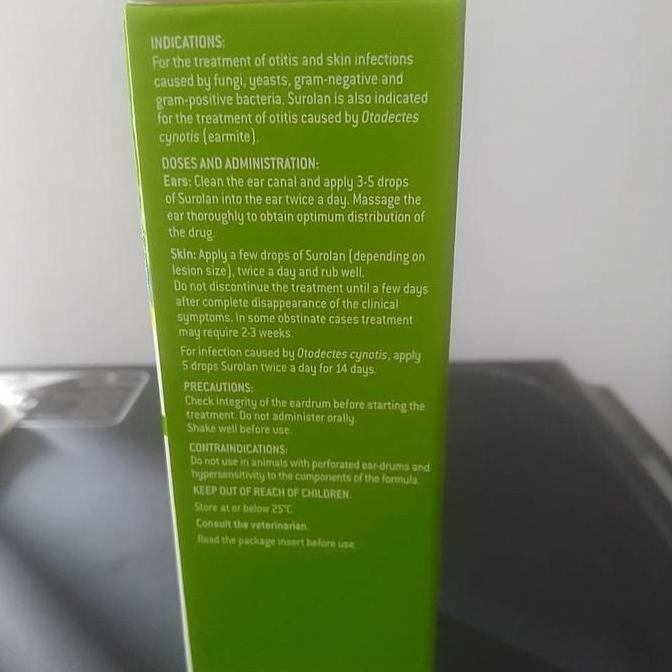 INDICATIONS:
For the treatment of otitis and skin infections
caused by fungi, yeasts, gram-negative and
gram-positive bacteria. Surolan is also indicated
for the treatment of otitis caused by Otodectes
cynotis (earmite).
DOSES AND ADMINISTRATION:
Ears: Clean the ear canal and apply 3-5 drops
of Surolan into the ear twice a day. Massage the
ear thoroughly to obtain optimum distribution of
the drug.
Skin: Apply a few drops of Surolan (depending on
lesion size), twice a day and rub well.
Do not discontinue the treatment until a few days
after complete disappearance of the clinical
symptoms. In some obstinate cases treatment
may require 2-3 weeks.
For infection caused by Otodectes cynotis, apply
5 drops Surolan twice a day for 14 days.
PRECAUTIONS:
Check integrity of the eardrum before starting the
treatment. Do not administer orally.
Shake well before use.
CONTRAINDICATIONS:
Do not use in animals with perforated ear-drums and
hypersensitivity to the components of the formula.
KEEP OUT OF REACH OF CHILDREN.
Store at or below 25°C.
Consult the veterinarian.
Read the package insert before use.